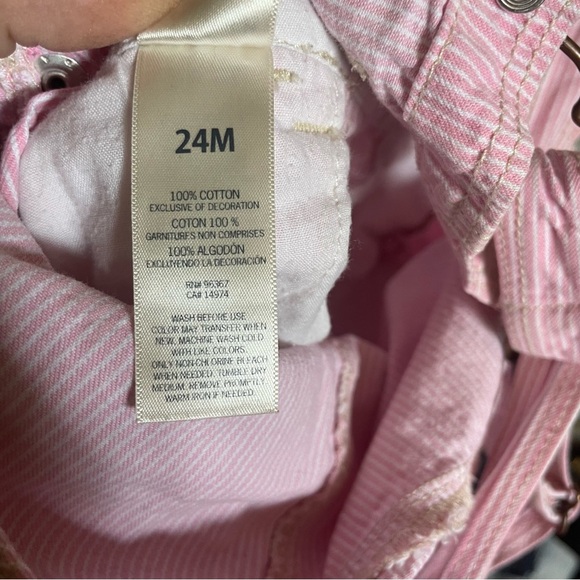 24M
100% COTTON
EXCLUSIVE OF DECORATION
COTON 100 %
GARNITURES NON COMPRISES
100% ALGODÓN
EXCLUYENDO LA DECORACIÓN
RN# 96367
CA# 14974
WASH BEFORE USE
COLOR MAY TRANSFER WHEN
NEW. MACHINE WASH COLD
WITH LIKE COLORS.
ONLY NON-CHLORINE BLEACH
WHEN NEEDED. TUMBLE DRY
MEDIUM. REMOVE PROMPTLY.
WARM IRON IF NEEDED.